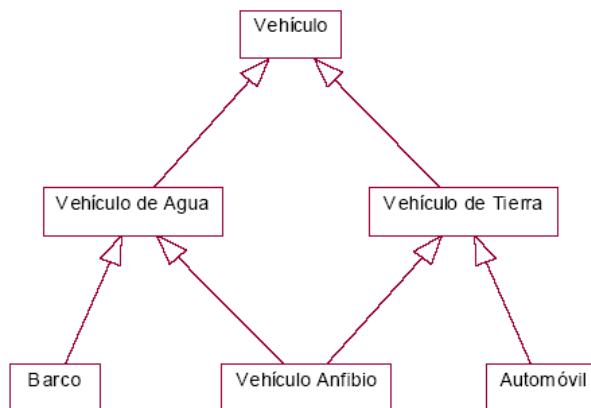 Vehículo
Vehículo de Agua
Vehículo de Tierra
Barco
Vehículo Anfibio
Automóvil